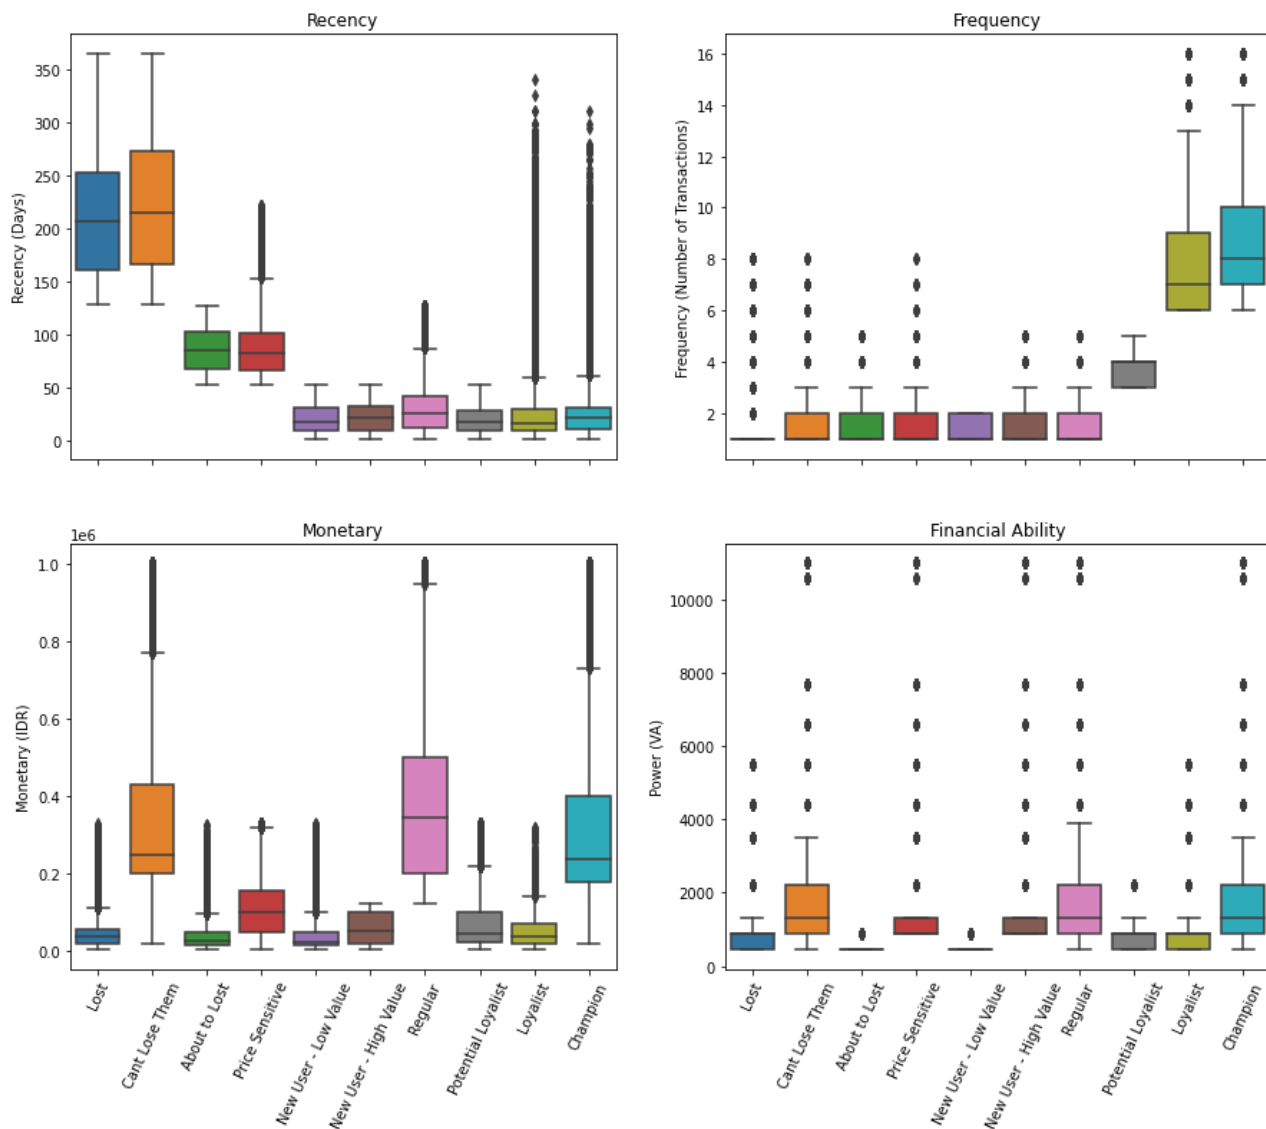 Recency
Recency (Days)
350
300
250
200
150
100
50
0
Frequency
Frequency (Number of Transactions)
16
14
12
10
8
6
4
2
Monetary
1e6
Monetary (IDR)
1.0
0.8
0.6
0.4
0.2
0.0
Lost
Cant Lose Them
About to Lost
Price Sensitive
New User - Low Value
New User - High Value
Regular
Potential Loyalist
Loyalist
Champion
Financial Ability
Power (VA)
10000
8000
6000
4000
2000
0
Lost
Cant Lose Them
About to Lost
Price Sensitive
New User - Low Value
New User - High Value
Regular
Potential Loyalist
Loyalist
Champion